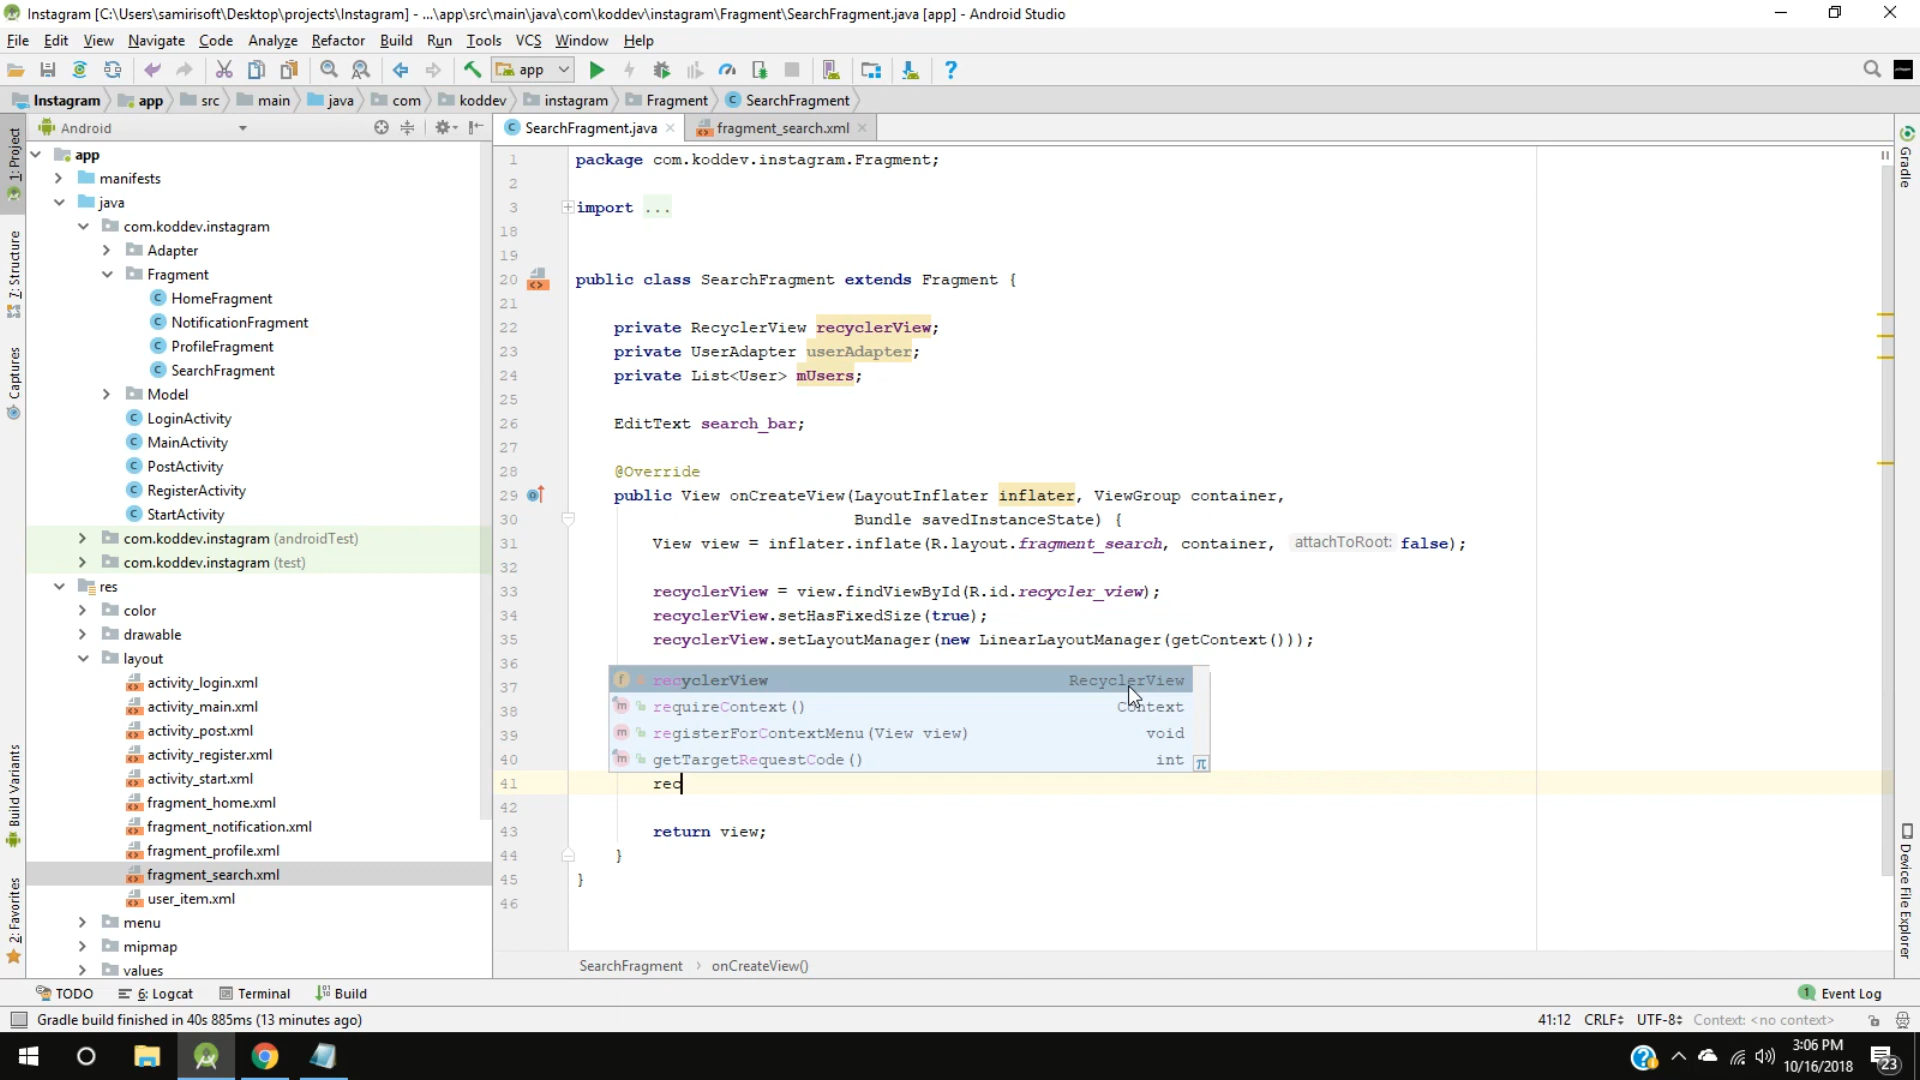 Instagram [C:\Users\samirisoft\Desktop\projects\Instagram] - ...\app\src\main\java\com\koddev\instagram\Fragment\SearchFragment.java [app] - Android Studio
File Edit View Navigate Code Analyze Refactor Build Run Tools VCS Window Help
app
Instagram app src main java com koddev instagram Fragment SearchFragment
Android
SearchFragment.java
fragment_search.xml
1: Project
7: Structure
Captures
Build Variants
2: Favorites
app
manifests
java
com.koddev.instagram
Adapter
Fragment
HomeFragment
NotificationFragment
ProfileFragment
SearchFragment
Model
LoginActivity
MainActivity
PostActivity
RegisterActivity
StartActivity
com.koddev.instagram (androidTest)
com.koddev.instagram (test)
res
color
drawable
layout
activity_login.xml
activity_main.xml
activity_post.xml
activity_register.xml
activity_start.xml
fragment_home.xml
fragment_notification.xml
fragment_profile.xml
fragment_search.xml
user_item.xml
menu
mipmap
values
1 package com.koddev.instagram.Fragment;
2
3 import ...
18
19
20 public class SearchFragment extends Fragment {
21
22 private RecyclerView recyclerView;
23 private UserAdapter userAdapter;
24 private List<User> mUsers;
25
26 EditText search_bar;
27
28 @Override
29 public View onCreateView(LayoutInflater inflater, ViewGroup container,
30 Bundle savedInstanceState) {
31 View view = inflater.inflate(R.layout.fragment_search, container, attachToRoot: false);
32
33 recyclerView = view.findViewById(R.id.recycler_view);
34 recyclerView.setHasFixedSize(true);
35 recyclerView.setLayoutManager(new LinearLayoutManager(getContext()));
36
37
38
39
40
recyclerView RecyclerView
requireContext() Context
registerForContextMenu(View view) void
getTargetRequestCode() int
π
41 rec
42
43 return view;
44 }
45 }
46
SearchFragment › onCreateView()
Gradle
Device File Explorer
TODO 6: Logcat Terminal Build
1 Event Log
Gradle build finished in 40s 885ms (13 minutes ago)
41:12 CRLF UTF-8 Context: <no context>
3:06 PM
10/16/2018
23